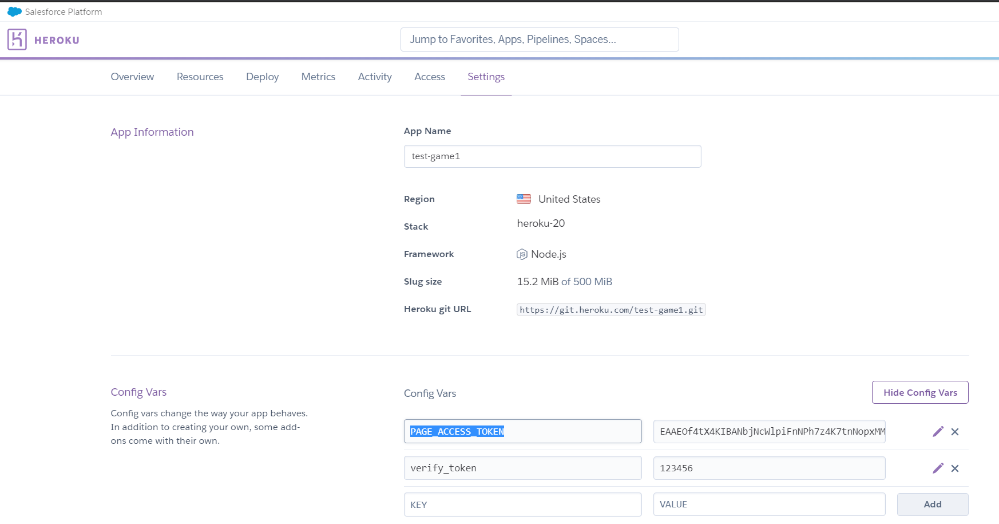 Salesforce Platform
HEROKU
Jump to Favorites, Apps, Pipelines, Spaces...
Overview Resources Deploy Metrics Activity Access Settings
App Information
App Name
test-game1
Region United States
Stack heroku-20
Framework Node.js
Slug size 15.2 MiB of 500 MiB
Heroku git URL https://git.heroku.com/test-game1.git
Config Vars
Config vars change the way your app behaves.
In addition to creating your own, some add-
ons come with their own.
Config Vars Hide Config Vars
PAGE_ACCESS_TOKEN EAAEOf4tX4KIBANbjNcWlpiFnNPh7z4K7tnNopxMM
verify_token 123456
KEY VALUE Add